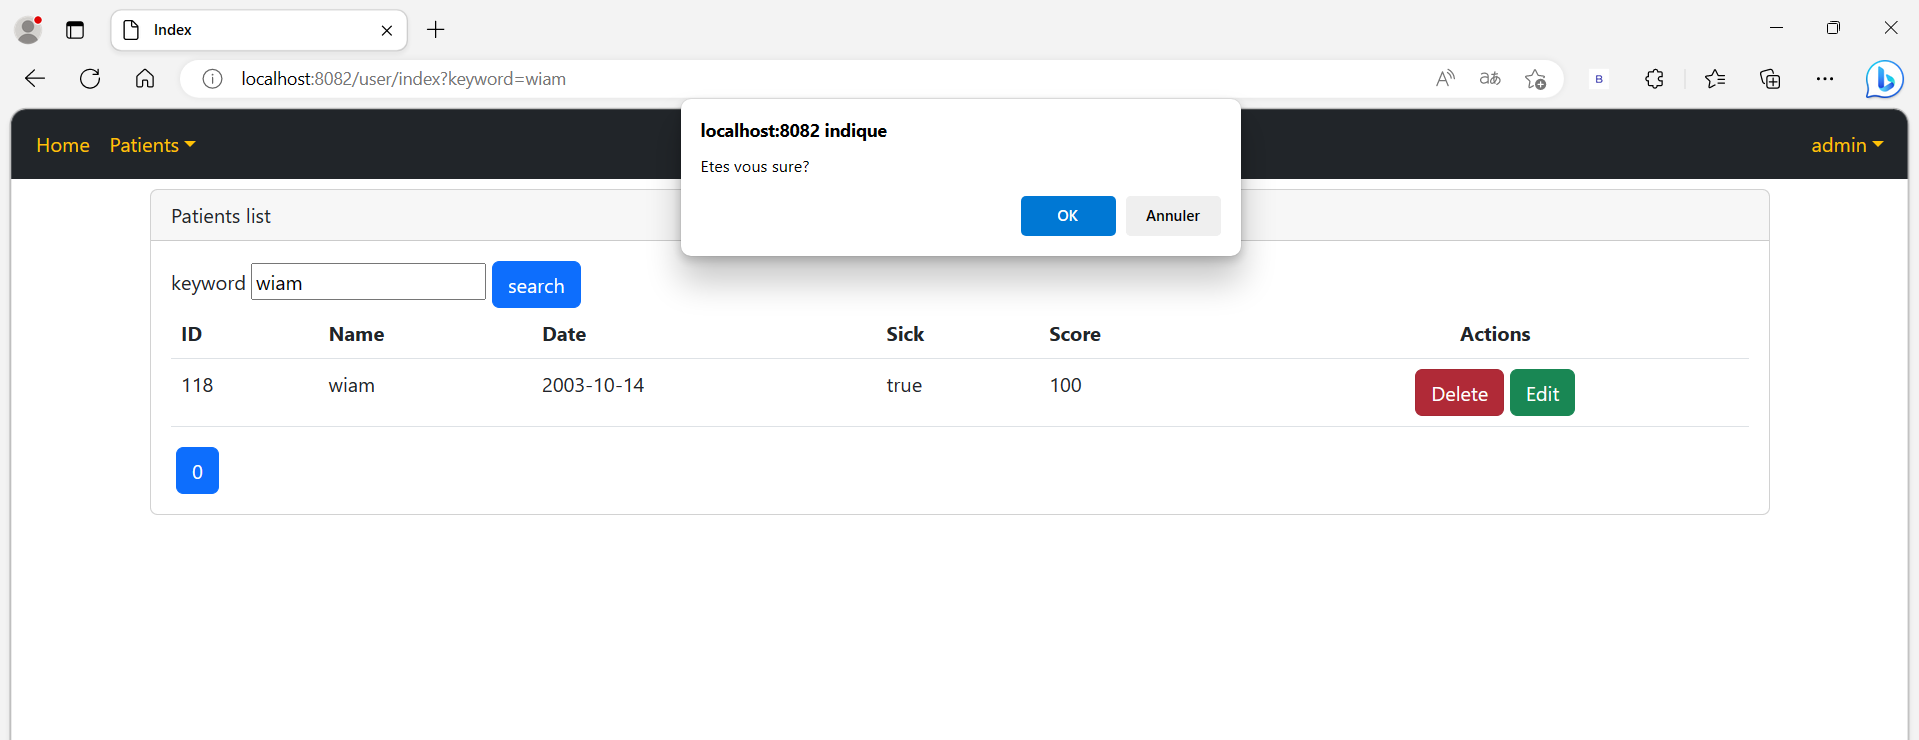 Index
localhost:8082/user/index?keyword=wiam
B
Home Patients admin
localhost:8082 indique
Etes vous sure?
OK Annuler
Patients list
keyword wiam search
ID Name Date Sick Score Actions
118 wiam 2003-10-14 true 100 Delete Edit
0